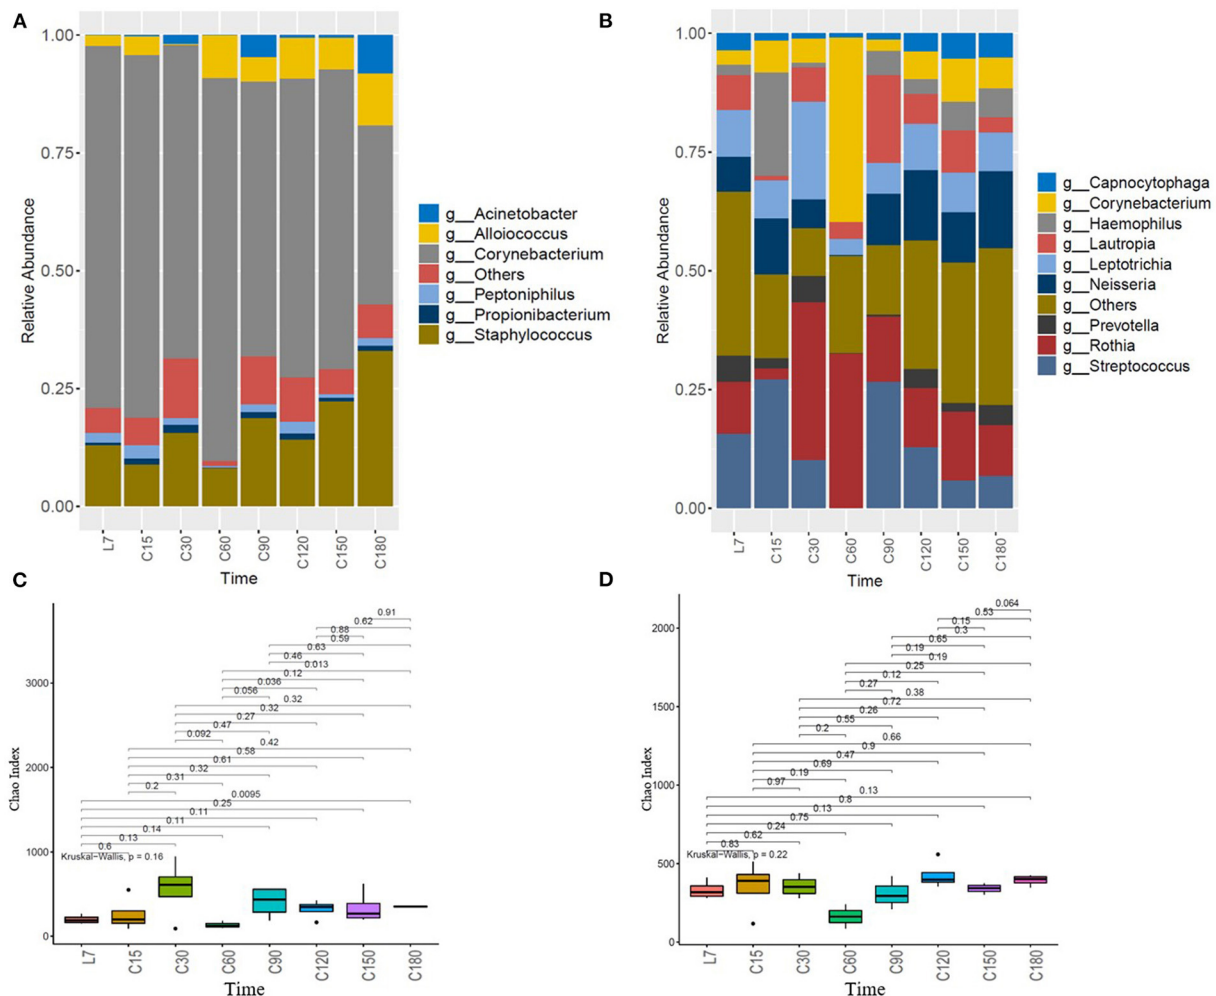 A
1.00
0.75
0.50
0.25
0.00
Relative Abundance
L7
C15
C30
C60
C90
C120
C150
C180
Time
g__Acinetobacter
g__Alloiococcus
g__Corynebacterium
g__Others
g__Peptoniphilus
g__Propionibacterium
g__Staphylococcus
B
1.00
0.75
0.50
0.25
0.00
Relative Abundance
L7
C15
C30
C60
C90
C120
C150
C180
Time
g__Capnocytophaga
g__Corynebacterium
g__Haemophilus
g__Lautropia
g__Leptotrichia
g__Neisseria
g__Others
g__Prevotella
g__Rothia
g__Streptococcus
C
3000
2000
1000
0
Chao Index
0.91
0.62
0.88
0.59
0.63
0.46
0.013
0.12
0.036
0.056
0.32
0.32
0.27
0.47
0.092
0.42
0.58
0.61
0.32
0.31
0.2
0.0095
0.25
0.11
0.11
0.14
0.13
0.6
Kruskal−Wallis, p = 0.16
L7
C15
C30
C60
C90
C120
C150
C180
Time
D
2000
1500
1000
500
0
Chao Index
0.064
0.53
0.15
0.3
0.65
0.19
0.19
0.25
0.12
0.27
0.38
0.72
0.26
0.55
0.2
0.66
0.9
0.47
0.69
0.19
0.97
0.13
0.8
0.13
0.75
0.24
0.62
0.83
Kruskal−Wallis, p = 0.22
L7
C15
C30
C60
C90
C120
C150
C180
Time